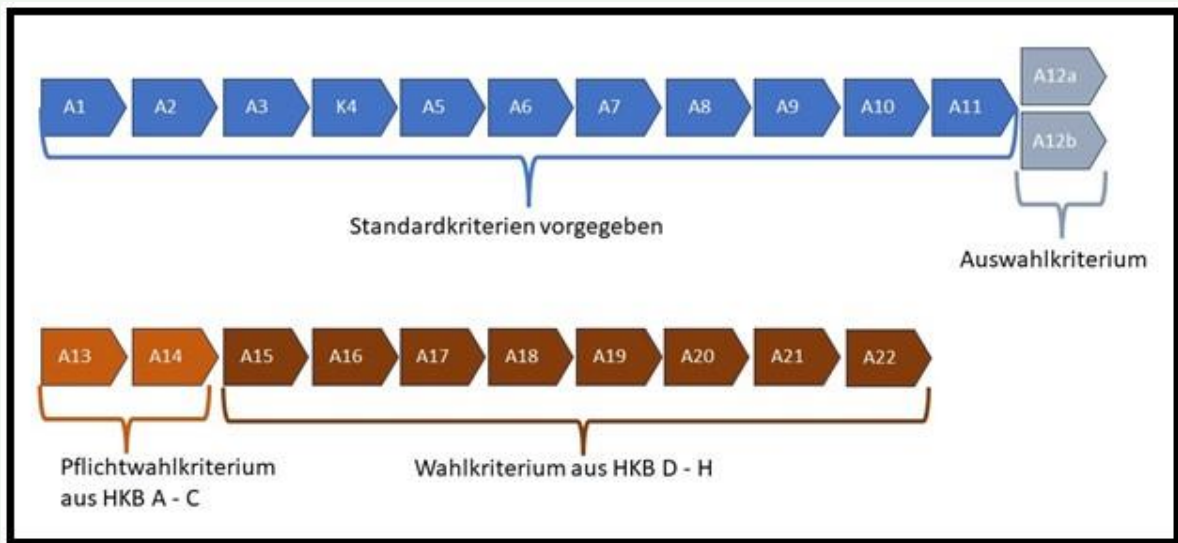 A12a
A1 A2 A3 K4 A5 A6 A7 A8 A9 A10 A11
A12b
Standardkriterien vorgegeben
Auswahlkriterium
A13 A14 A15 A16 A17 A18 A19 A20 A21 A22
Pflichtwahlkriterium
aus HKB A - C
Wahlkriterium aus HKB D - H